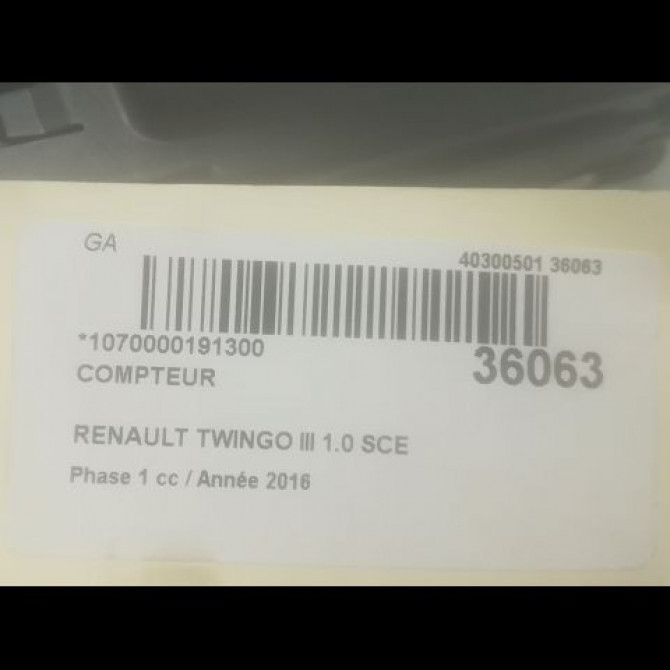 GA
40300501 36063
*1070000191300
36063
COMPTEUR
RENAULT TWINGO III 1.0 SCE
Phase 1 cc / Année 2016